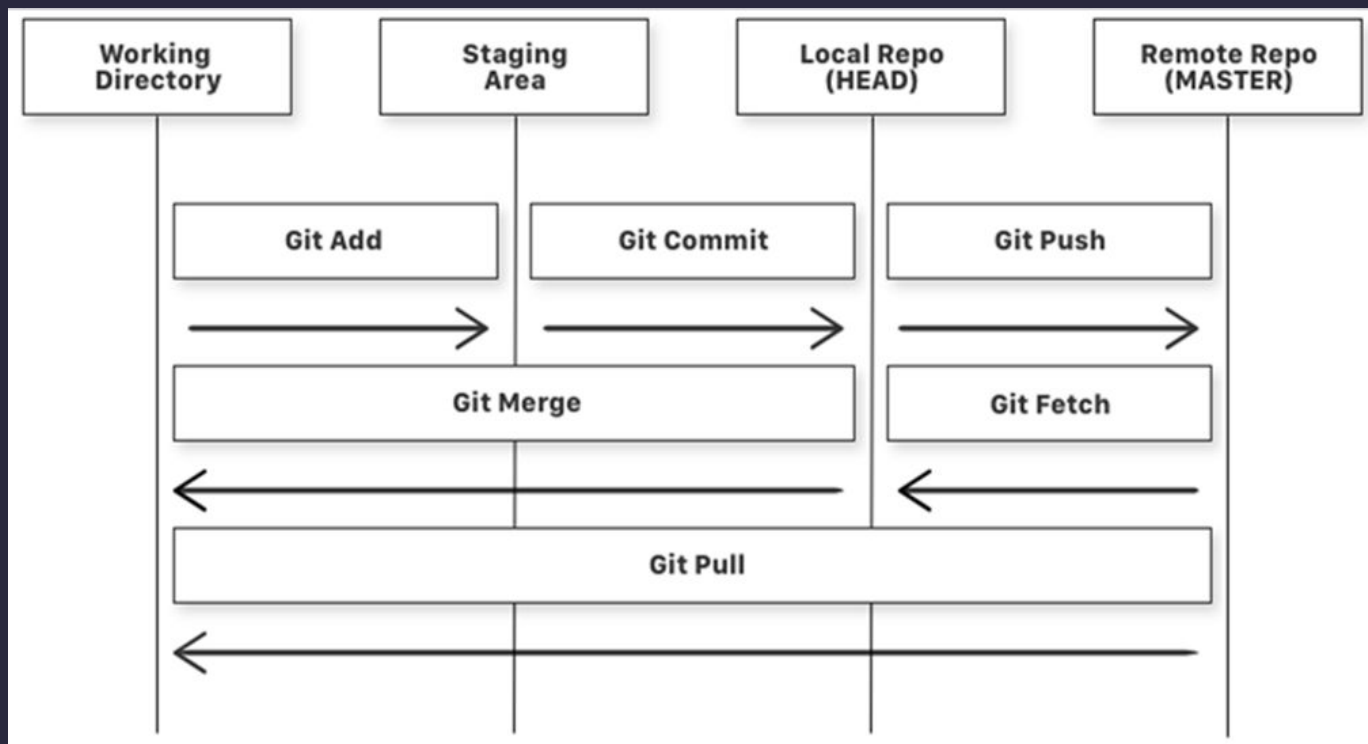 Working
Directory
Staging
Area
Local Repo
(HEAD)
Remote Repo
(MASTER)
Git Add
Git Commit
Git Push
Git Merge
Git Fetch
Git Pull